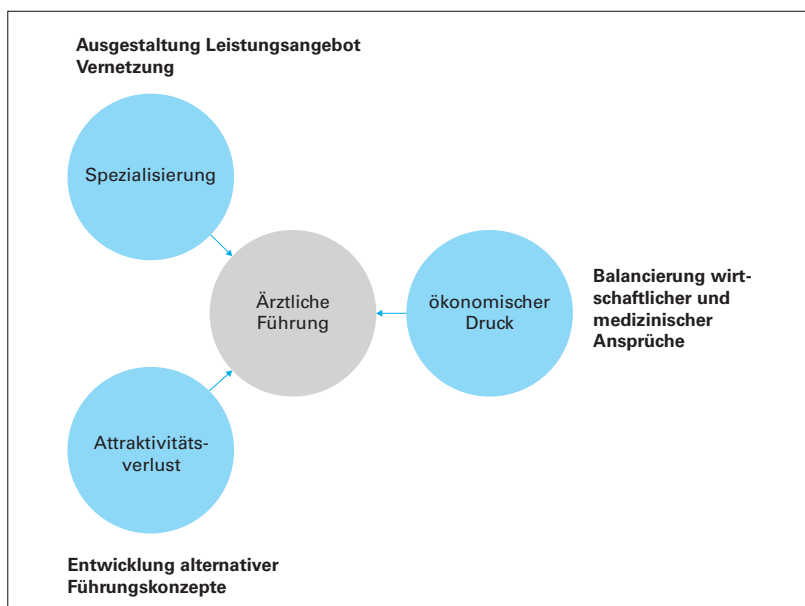 Ausgestaltung Leistungsangebot
Vernetzung
Spezialisierung
Ärztliche
Führung
ökonomischer
Druck
Balancierung wirt-
schaftlicher und
medizinischer
Ansprüche
Attraktivitäts-
verlust
Entwicklung alternativer
Führungskonzepte